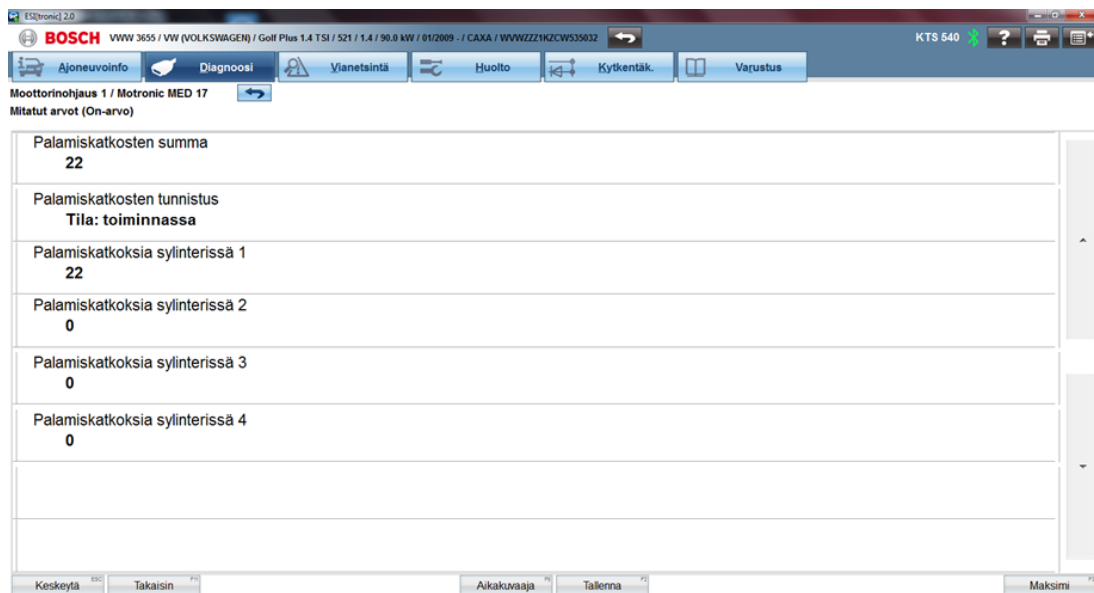 ESI[tronic] 2.0
BOSCH VWW 3655 / VW (VOLKSWAGEN) / Golf Plus 1.4 TSI / 521 / 1.4 / 90.0 kW / 01/2009 - / CAXA / WVWZZZ1KZCW535032 KTS 540 ?
Ajoneuvoinfo Diagnoosi Vianetsintä Huolto Kytkentäk. Varustus
Moottorinohjaus 1 / Motronic MED 17
Mitatut arvot (On-arvo)
Palamiskatkosten summa
22
Palamiskatkosten tunnistus
Tila: toiminnassa
Palamiskatkoksia sylinterissä 1
22
Palamiskatkoksia sylinterissä 2
0
Palamiskatkoksia sylinterissä 3
0
Palamiskatkoksia sylinterissä 4
0
Keskeytä ESC Takaisin Aikakuvaaja Tallenna Maksimi